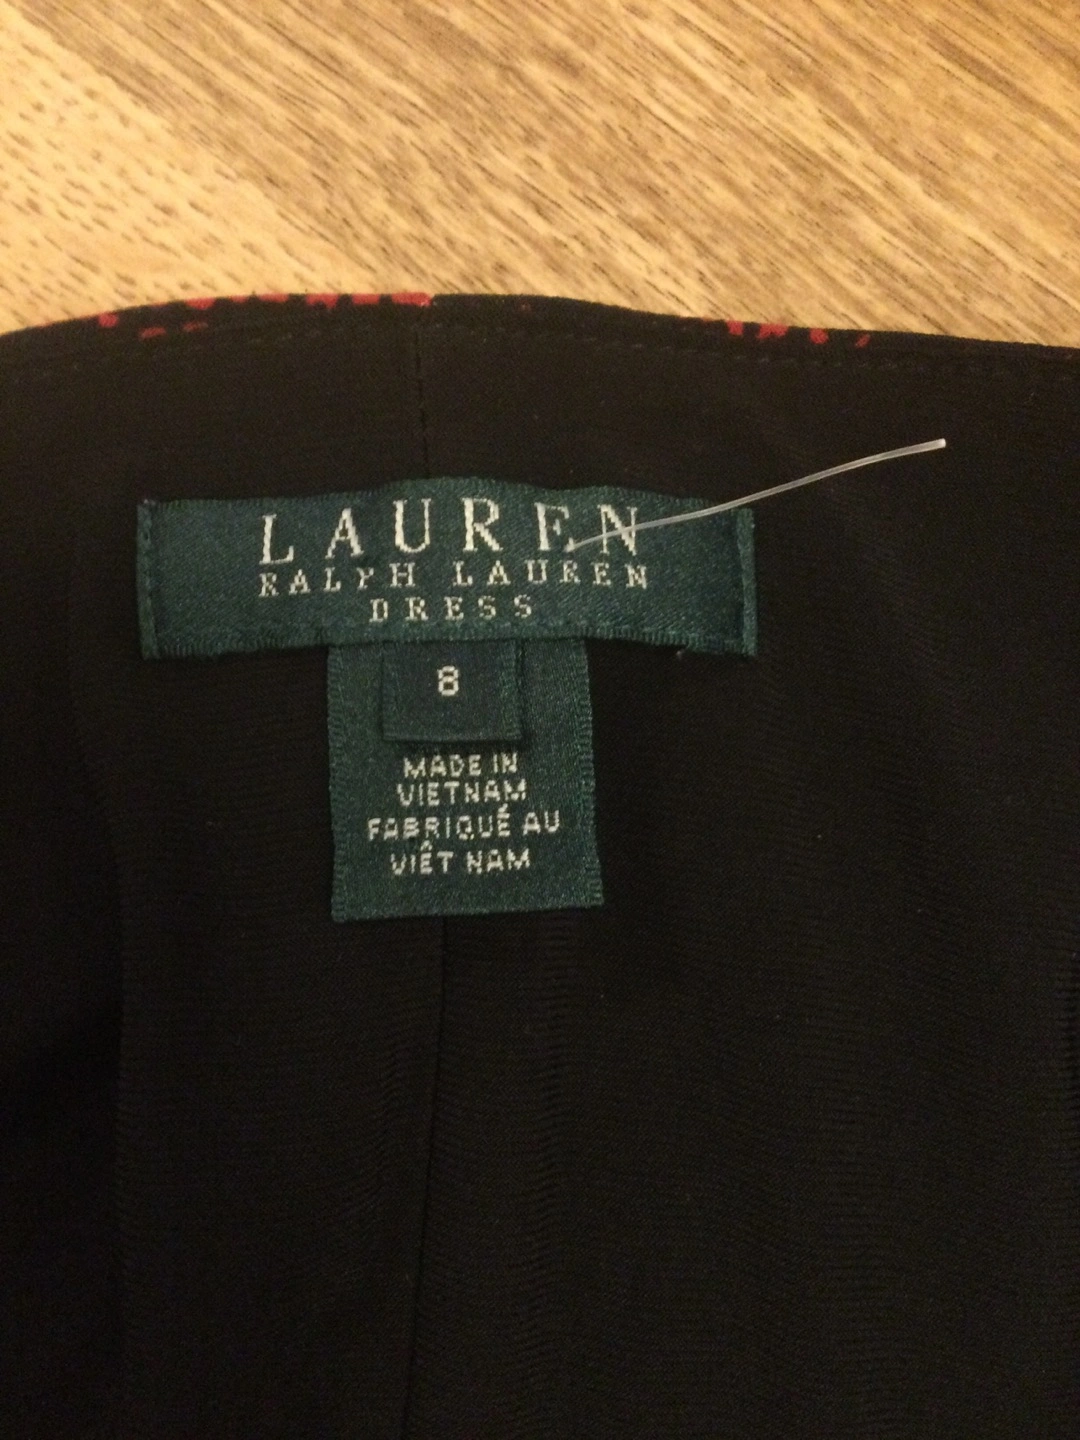 LAUREN
RALPH LAUREN
DRESS
8
MADE IN
VIETNAM
FABRIQUÉ AU
VIÊT NAM